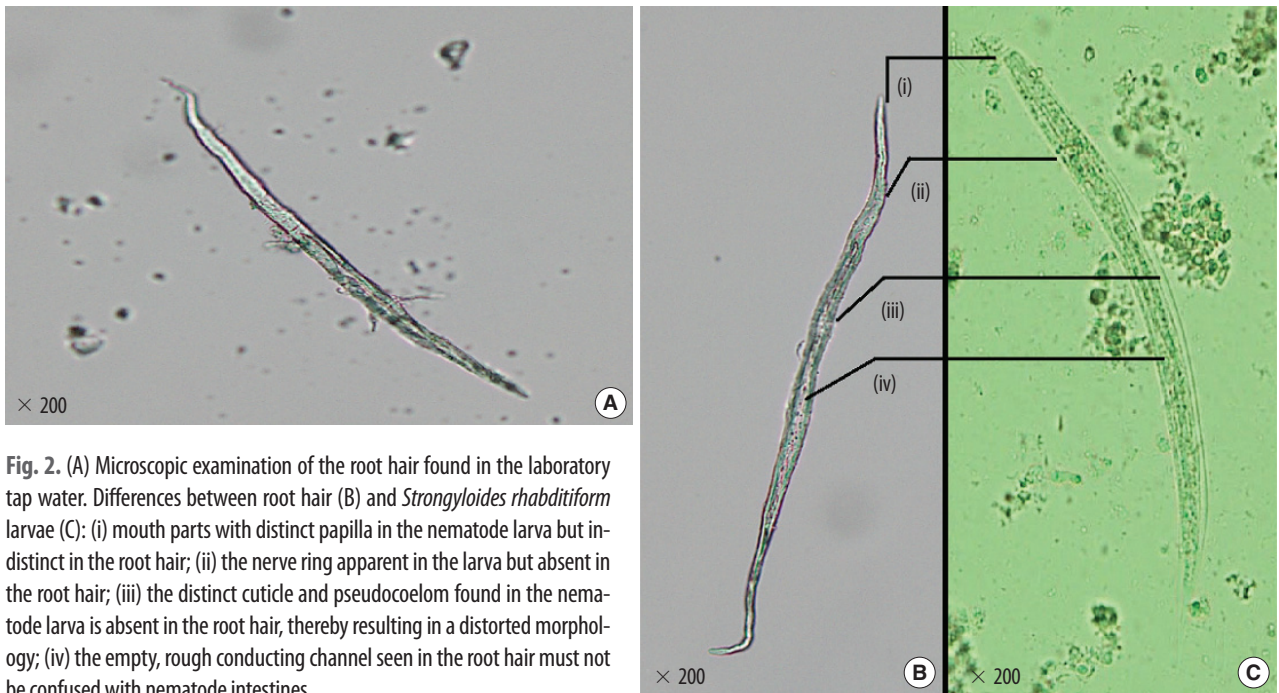 × 200
A
Fig. 2. (A) Microscopic examination of the root hair found in the laboratory
tap water. Differences between root hair (B) and Strongyloides rhabditiform
larvae (C): (i) mouth parts with distinct papilla in the nematode larva but in-
distinct in the root hair; (ii) the nerve ring apparent in the larva but absent in
the root hair; (iii) the distinct cuticle and pseudocoelom found in the nema-
tode larva is absent in the root hair, thereby resulting in a distorted morphol-
ogy; (iv) the empty, rough conducting channel seen in the root hair must not
be confused with nematode intestines.
(i)
(ii)
(iii)
(iv)
× 200
B
× 200
C